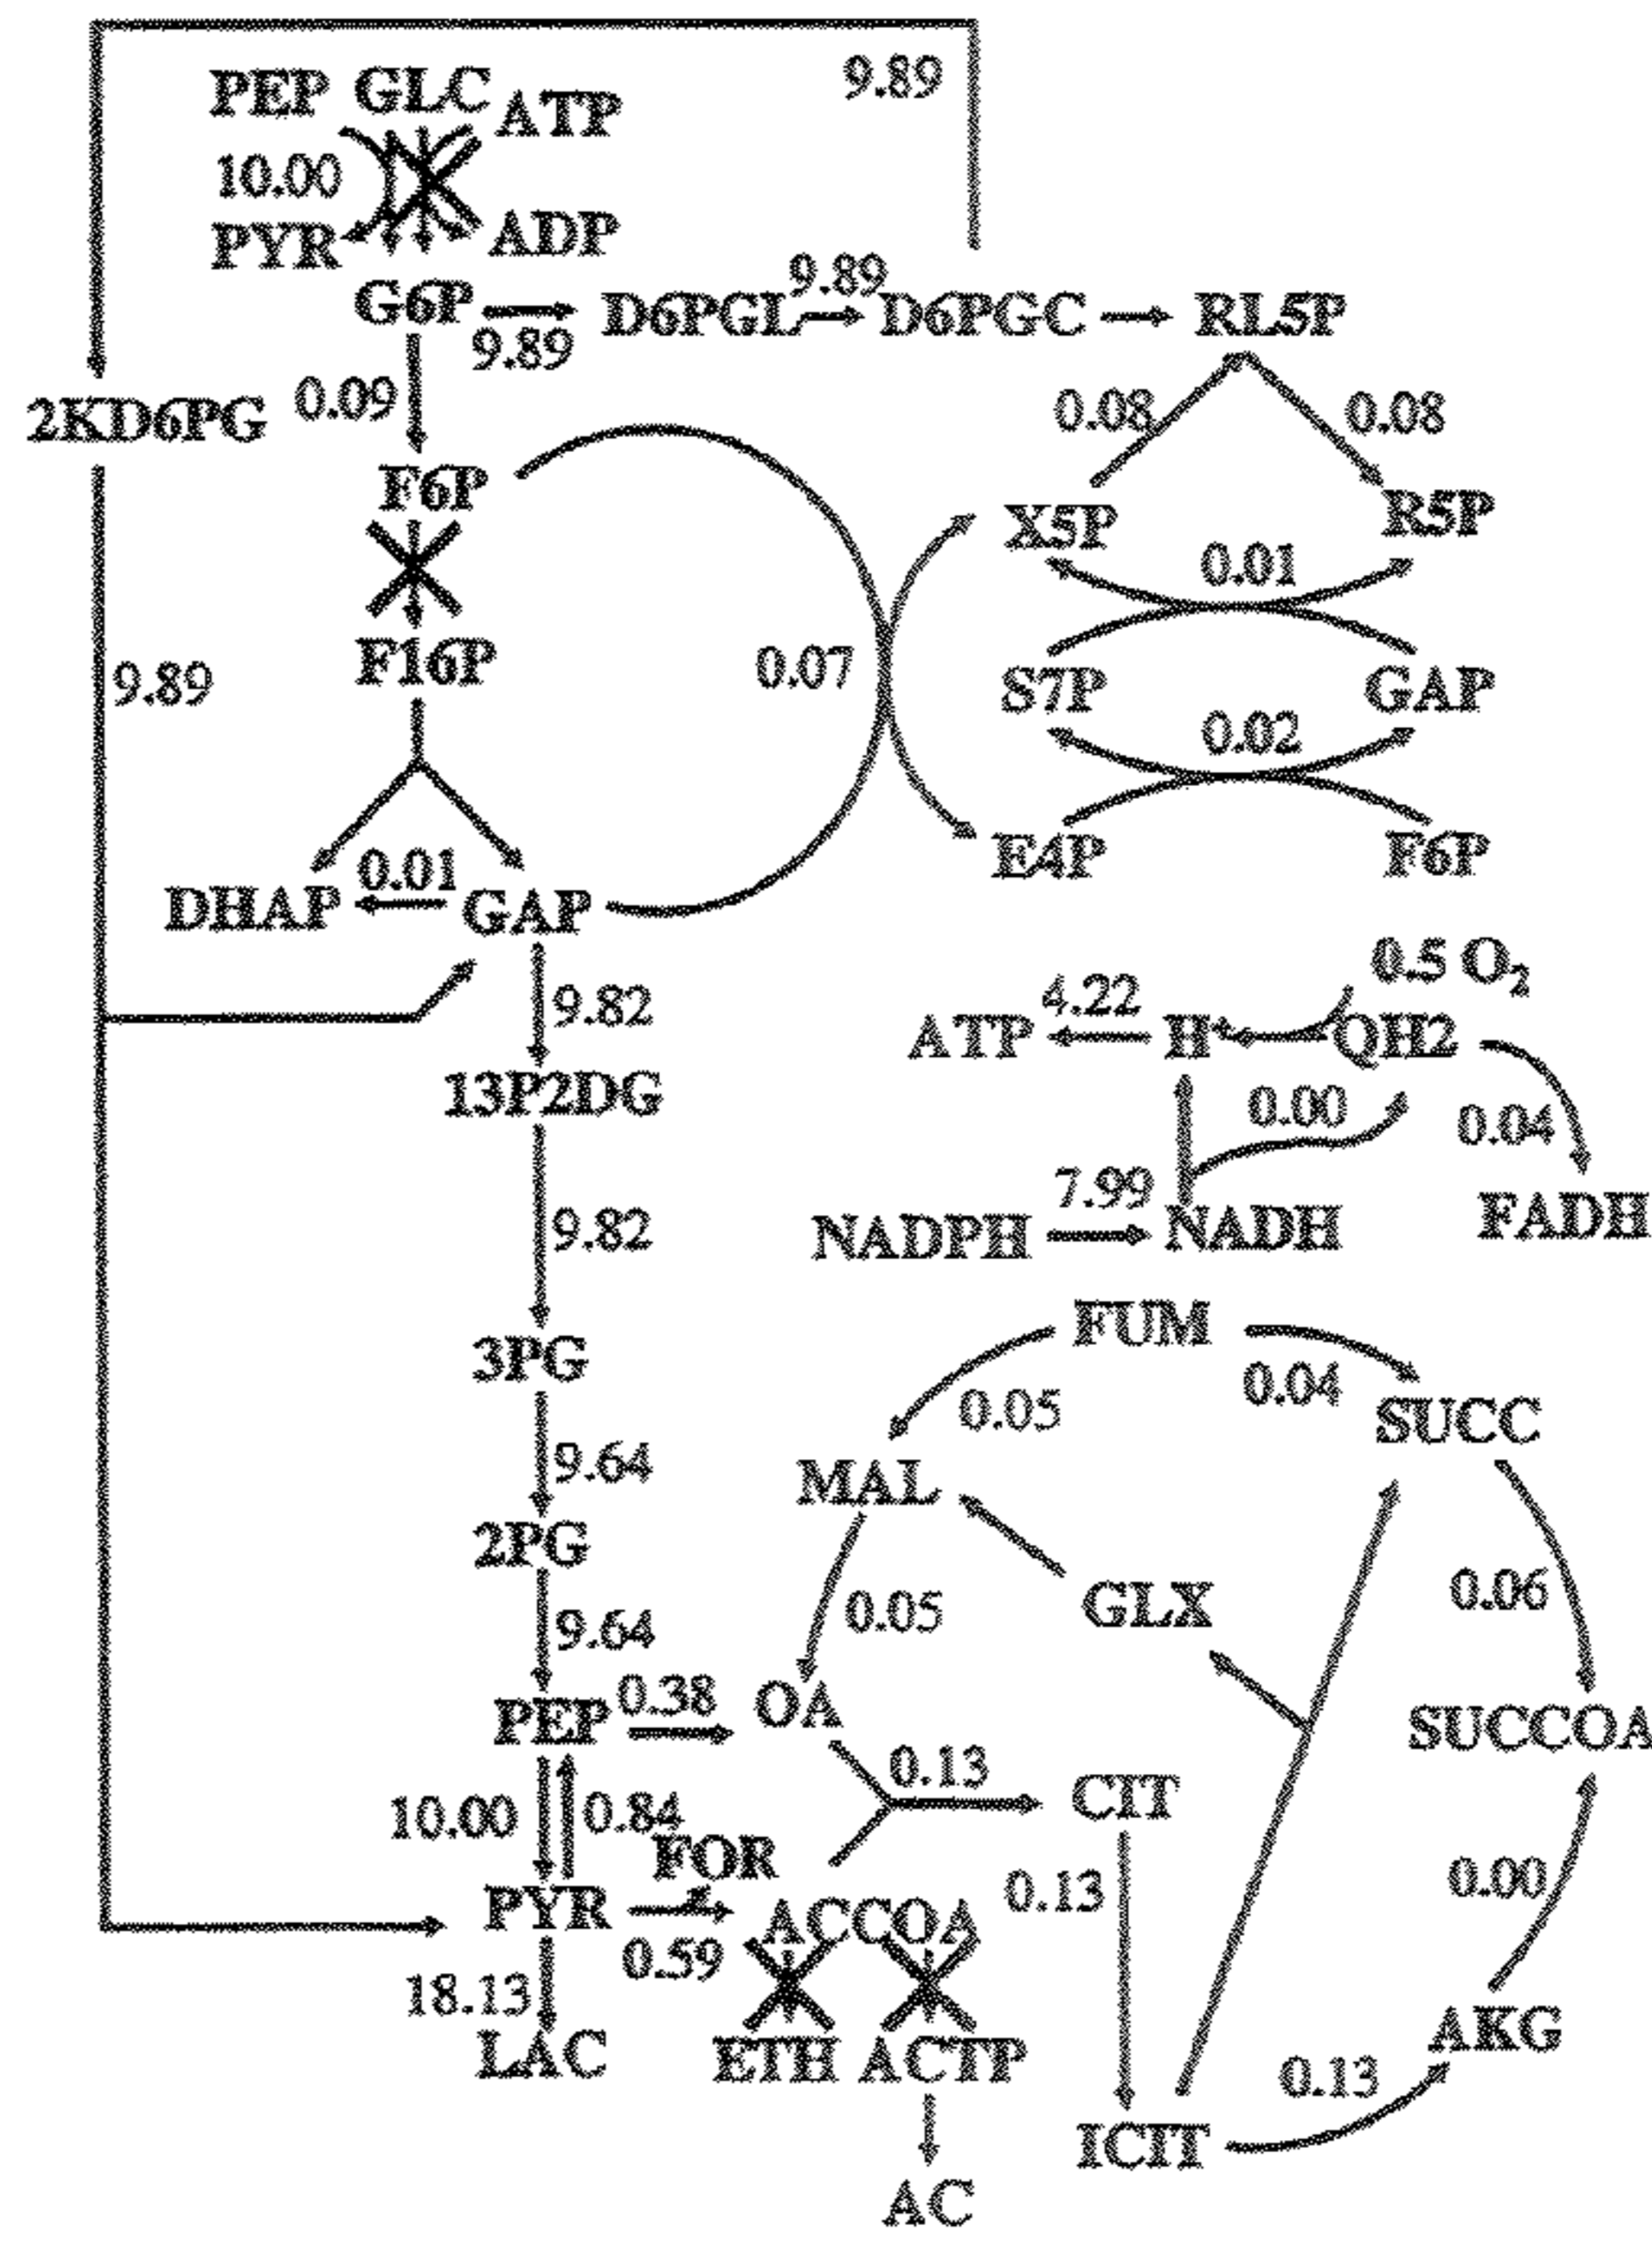 9.89
PEP GLC ATP
10.00
PYR ADP
G6P 9.89 D6PGL 9.89 D6PGC RL5P
2KD6PG 0.09 0.08 0.08
F6P X5P R5P
0.01
F16P
9.89 0.07 S7P GAP
0.02
E4P F6P
DHAP 0.01 GAP
0.5 O₂
9.82 ATP 4.22 H⁺ QH2
13P2DG 0.00 0.04
7.99
9.82 NADPH NADH FADH
FUM
3PG 0.05 0.04
SUCC
9.64 MAL
2PG
GLX 0.06
9.64 0.05
PEP 0.38 OA SUCCOA
0.13 CIT
10.00 0.84
FOR
PYR 0.59 ACCOA 0.13 0.00
18.13
LAC ETH ACTP AKG
0.13
ICIT
AC